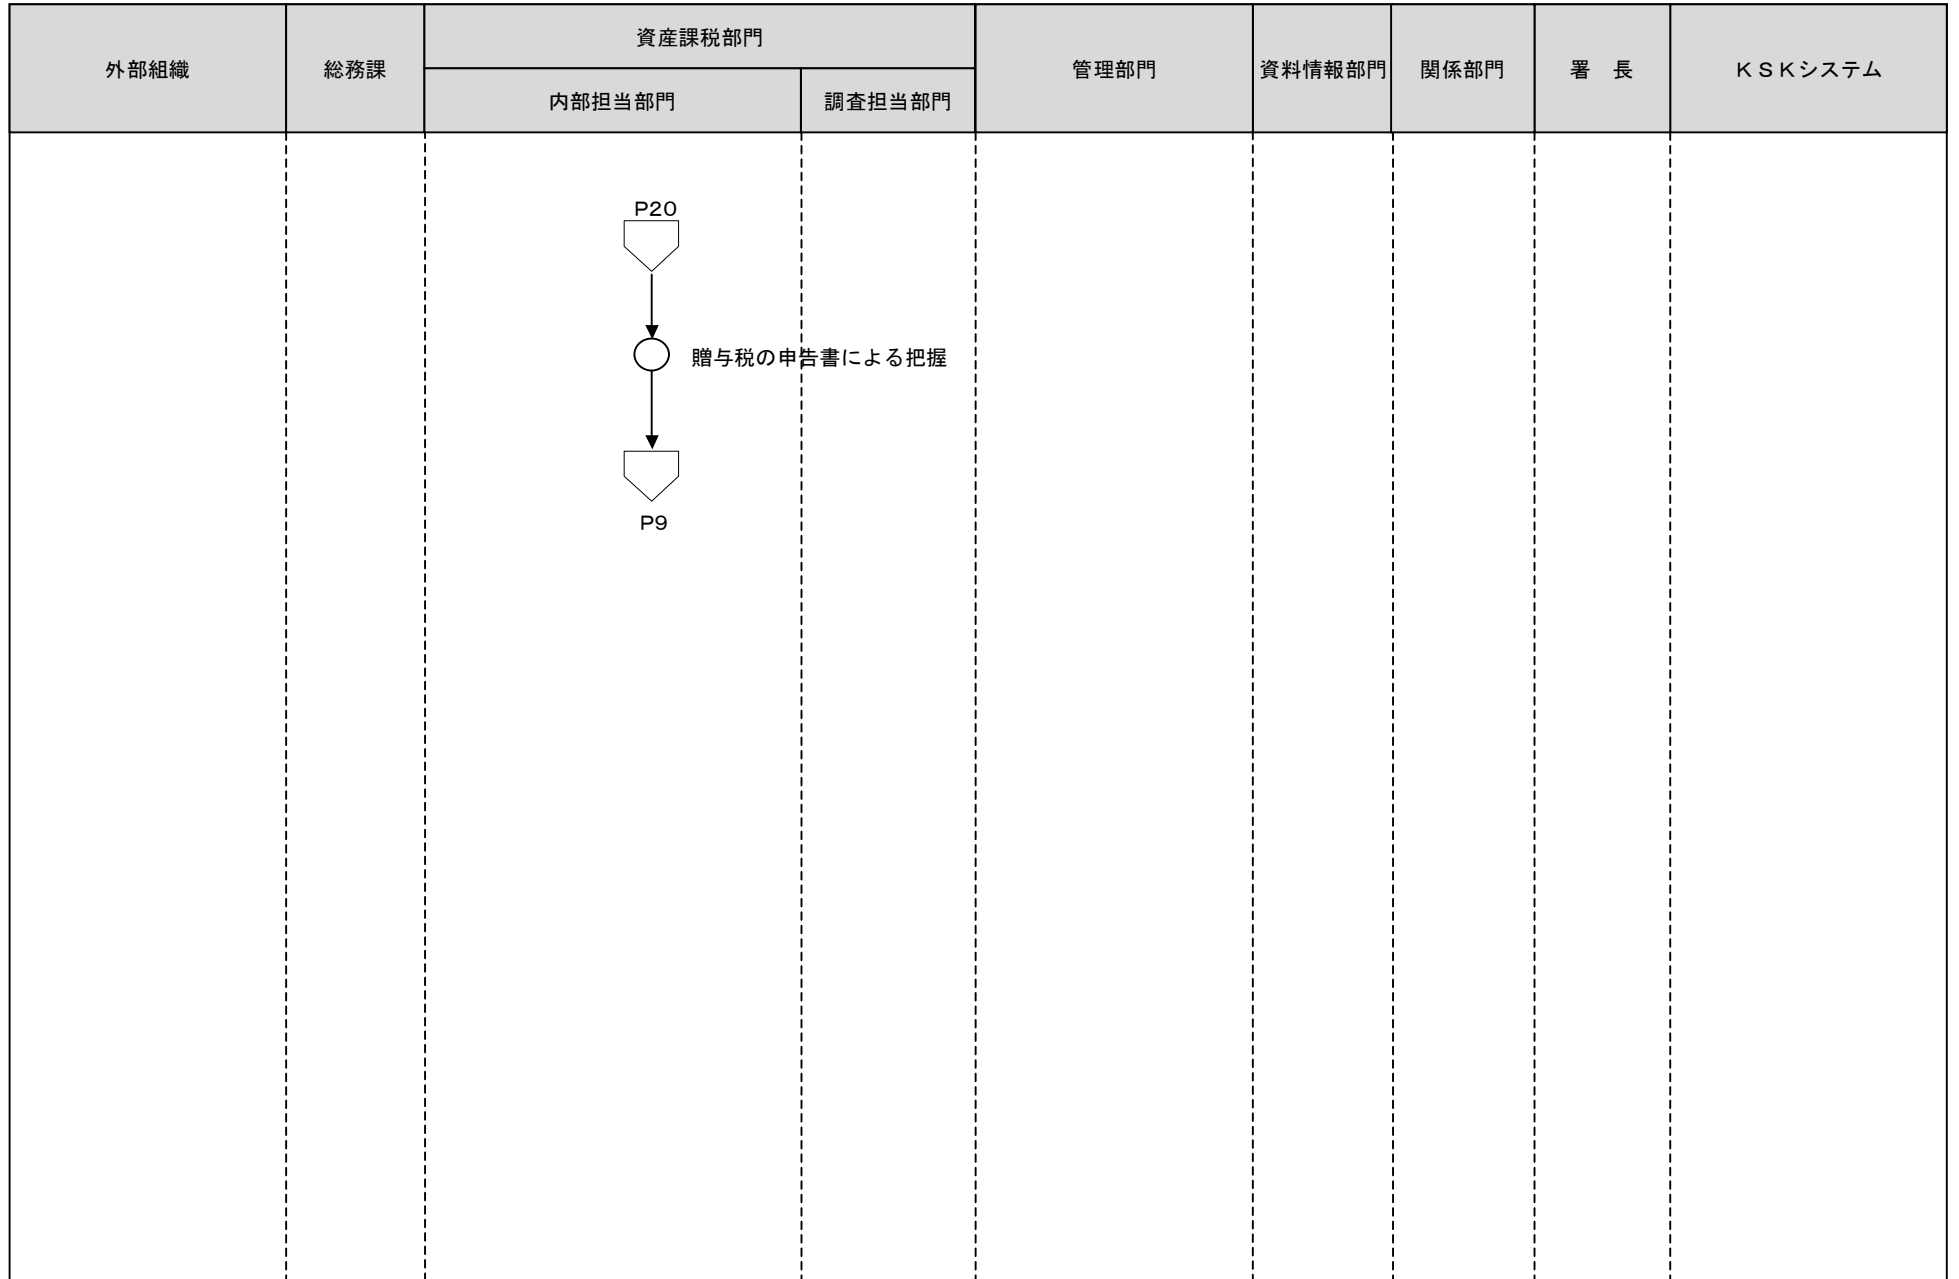 外部組織
総務課
資産課税部門
内部担当部門
調査担当部門
管理部門
資料情報部門
関係部門
署　長
ＫＳＫシステム
P20
贈与税の申告書による把握
P9